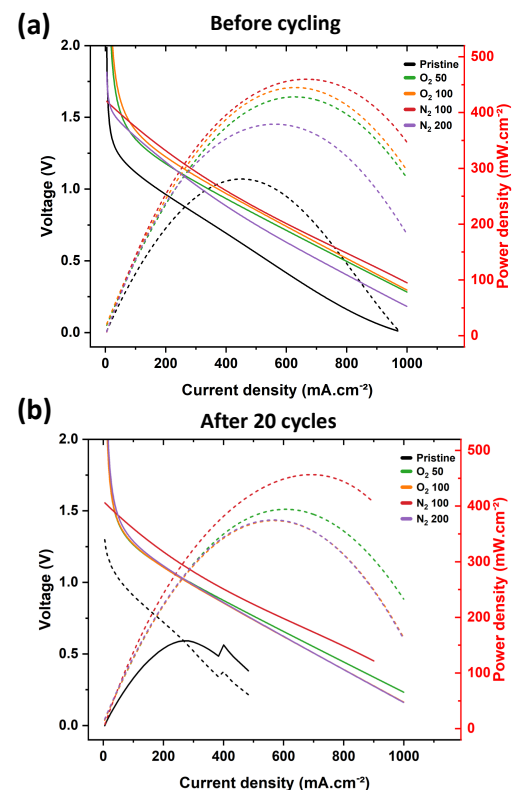 (a)
Before cycling
2.0
1.5
1.0
0.5
0.0
Voltage (V)
500
400
300
200
100
0
Power density (mW.cm⁻²)
Pristine
O₂ 50
O₂ 100
N₂ 100
N₂ 200
0 200 400 600 800 1000
Current density (mA.cm⁻²)
(b)
After 20 cycles
2.0
1.5
1.0
0.5
0.0
Voltage (V)
500
400
300
200
100
0
Power density (mW.cm⁻²)
Pristine
O₂ 50
O₂ 100
N₂ 100
N₂ 200
0 200 400 600 800 1000
Current density (mA.cm⁻²)